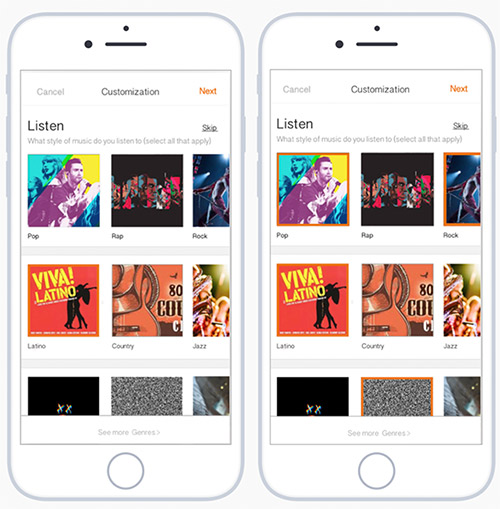 Cancel Customization Next
Listen Skip
What style of music do you listen to (select all that apply)
Pop Rap Rock
VIVA!
LATINO
80
COU
CL
Latino Country Jazz
See more Genres >
Cancel Customization Next
Listen Skip
What style of music do you listen to (select all that apply)
Pop Rap Rock
VIVA!
LATINO
80
Latino Country Jazz
See more Genres >